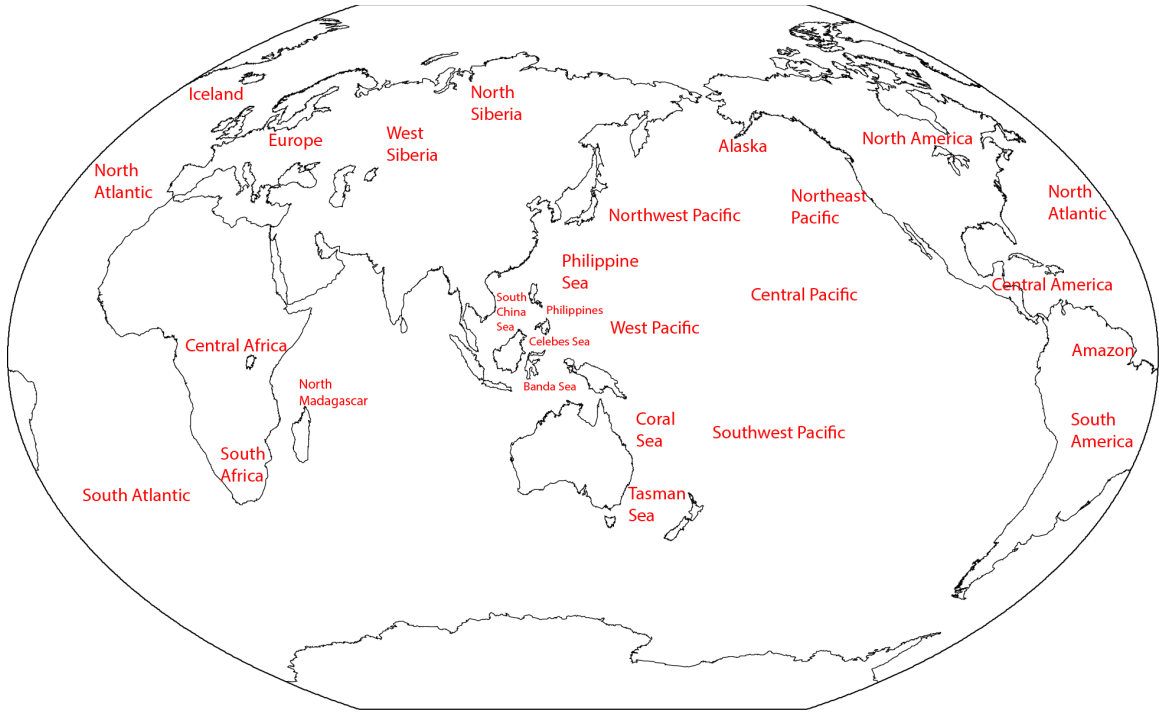 Iceland
North
Siberia
Europe
West
Siberia
Alaska
North America
North
Atlantic
Northwest Pacific
Northeast
Pacific
North
Atlantic
Philippine
Sea
South
China
Sea
Philippines
Central Pacific
Central America
West Pacific
Celebes Sea
Central Africa
Amazon
North
Madagascar
Banda Sea
Coral
Sea
Southwest Pacific
South
America
South
Africa
South Atlantic
Tasman
Sea